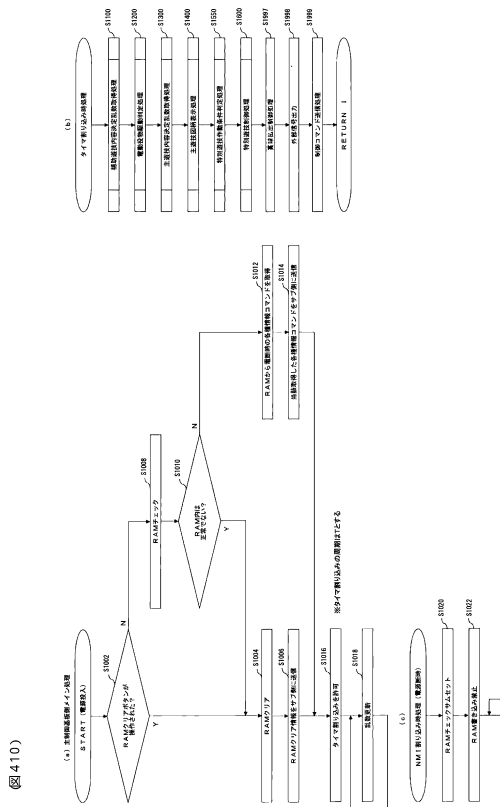 (図410)
(a) 主制御基板側メイン処理
START (電源投入)
S1002
RAMクリアボタンが
操作された?
N
Y
S1008
RAMチェック
S1010
RAM内は
正常でない?
N
Y
S1004
RAMクリア
S1006
RAMクリア情報をサブ側に送信
S1012
RAMから電断時の各種情報コマンドを取得
S1014
当該取得した各種情報コマンドをサブ側に送信
S1016
タイマ割り込みを許可
※タイマ割り込みの周期はTとする
S1018
乱数更新
(b)
タイマ割り込み時処理
S1100
補助遊技内容決定乱数取得処理
S1200
電動役物駆動判定処理
S1300
主遊技内容決定乱数取得処理
S1400
主遊技図柄表示処理
S1550
特別遊技作動条件判定処理
S1600
特別遊技制御処理
S1997
賞球払出制御処理
S1998
外部信号出力
S1999
制御コマンド送信処理
RETURN I
(c)
NMI割り込み時処理 (電源断時)
S1020
RAMチェックサムセット
S1022
RAM書き込み禁止